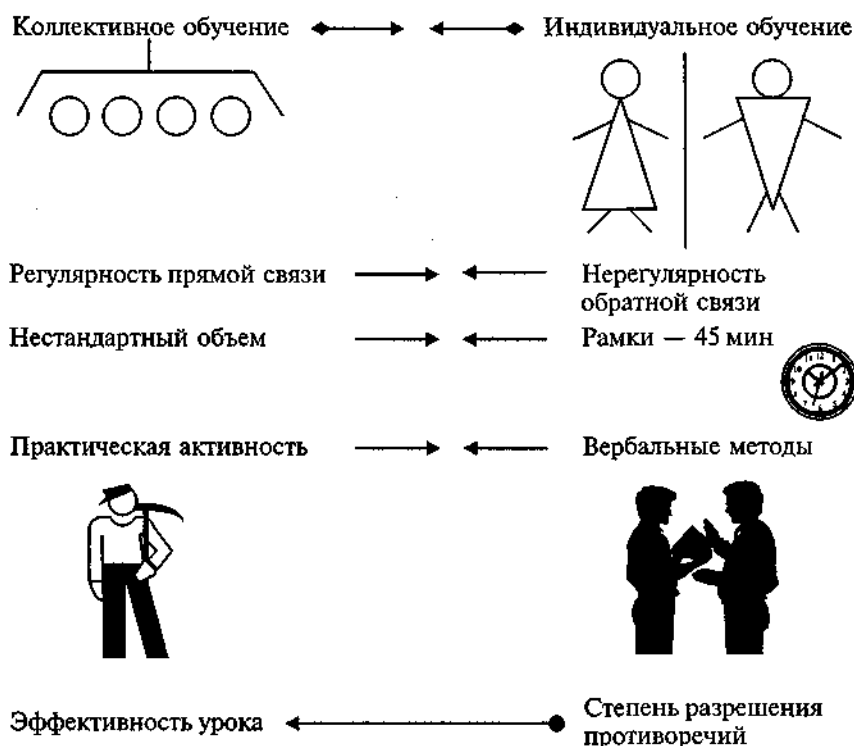 Коллективное обучение
Индивидуальное обучение
Регулярность прямой связи
Нерегулярность
обратной связи
Нестандартный объем
Рамки — 45 мин
Практическая активность
Вербальные методы
Эффективность урока
Степень разрешения
противоречий